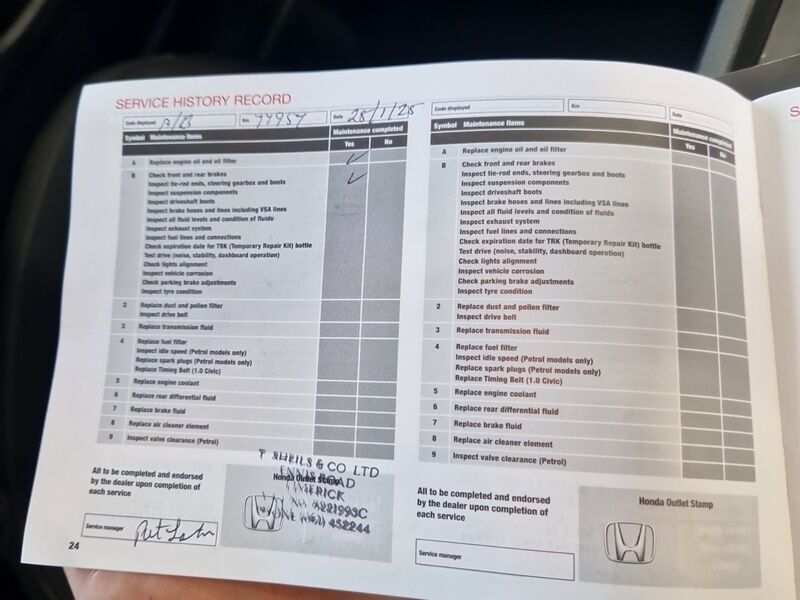 SERVICE HISTORY RECORD
Code displayed A/B Km 77957 Date 25/1/25
Symbol Maintenance Items Maintenance completed
Yes No
A Replace engine oil and oil filter ✓
B Check front and rear brakes ✓
Inspect tie-rod ends, steering gearbox and boots
Inspect suspension components
Inspect driveshaft boots
Inspect brake hoses and lines including VSA lines
Inspect all fluid levels and condition of fluids
Inspect exhaust system
Inspect fuel lines and connections
Check expiration date for TRK (Temporary Repair Kit) bottle
Test drive (noise, stability, dashboard operation)
Check lights alignment
Inspect vehicle corrosion
Check parking brake adjustments
Inspect tyre condition
2 Replace dust and pollen filter
Inspect drive belt
3 Replace transmission fluid
4 Replace fuel filter
Inspect idle speed (Petrol models only)
Replace spark plugs (Petrol models only)
Replace Timing Belt (1.0 Civic)
5 Replace engine coolant
6 Replace rear differential fluid
7 Replace brake fluid
8 Replace air cleaner element
9 Inspect valve clearance (Petrol)
All to be completed and endorsed
by the dealer upon completion of
each service
Honda Outlet Stamp
T SHEILS & CO LTD
ENNIS ROAD
LIMERICK
452244
Service manager
24
Code displayed Km Date
Symbol Maintenance Items Maintenance completed
Yes No
A Replace engine oil and oil filter
B Check front and rear brakes
Inspect tie-rod ends, steering gearbox and boots
Inspect suspension components
Inspect driveshaft boots
Inspect brake hoses and lines including VSA lines
Inspect all fluid levels and condition of fluids
Inspect exhaust system
Inspect fuel lines and connections
Check expiration date for TRK (Temporary Repair Kit) bottle
Test drive (noise, stability, dashboard operation)
Check lights alignment
Inspect vehicle corrosion
Check parking brake adjustments
Inspect tyre condition
2 Replace dust and pollen filter
Inspect drive belt
3 Replace transmission fluid
4 Replace fuel filter
Inspect idle speed (Petrol models only)
Replace spark plugs (Petrol models only)
Replace Timing Belt (1.0 Civic)
5 Replace engine coolant
6 Replace rear differential fluid
7 Replace brake fluid
8 Replace air cleaner element
9 Inspect valve clearance (Petrol)
All to be completed and endorsed
by the dealer upon completion of
each service
Honda Outlet Stamp
Service manager
S